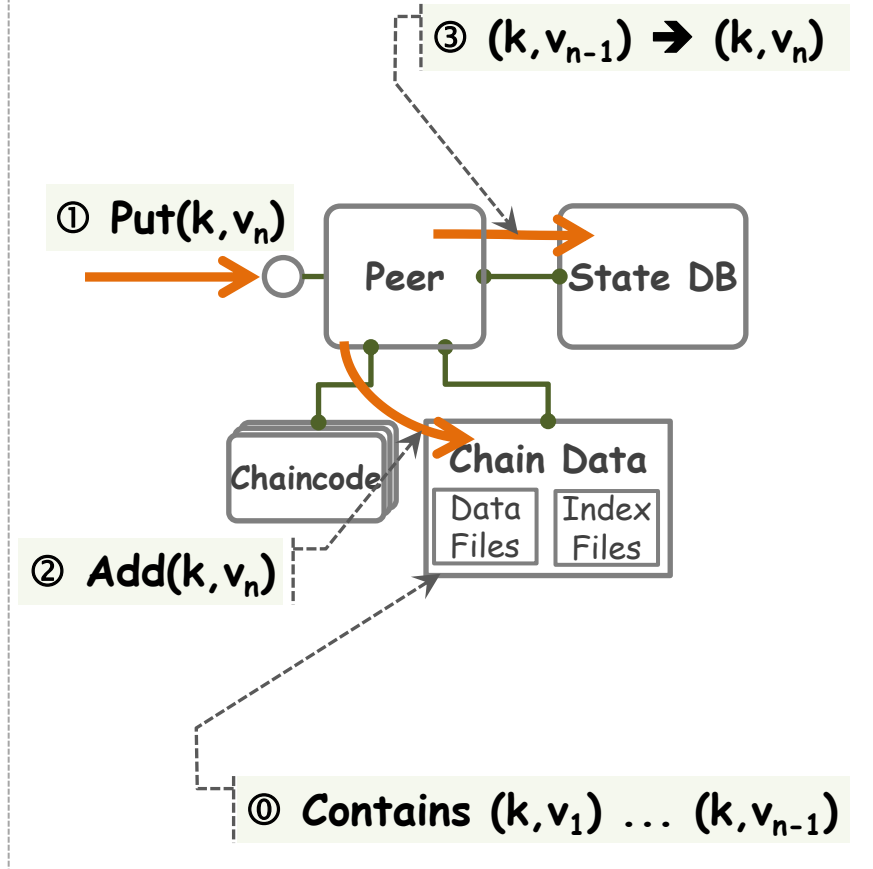 ③ (k,vn-1) ➔ (k,vn)
① Put(k,vn)
Peer
State DB
Chaincode
Chain Data
Data
Files
Index
Files
② Add(k,vn)
⓪ Contains (k,v1) ... (k,vn-1)